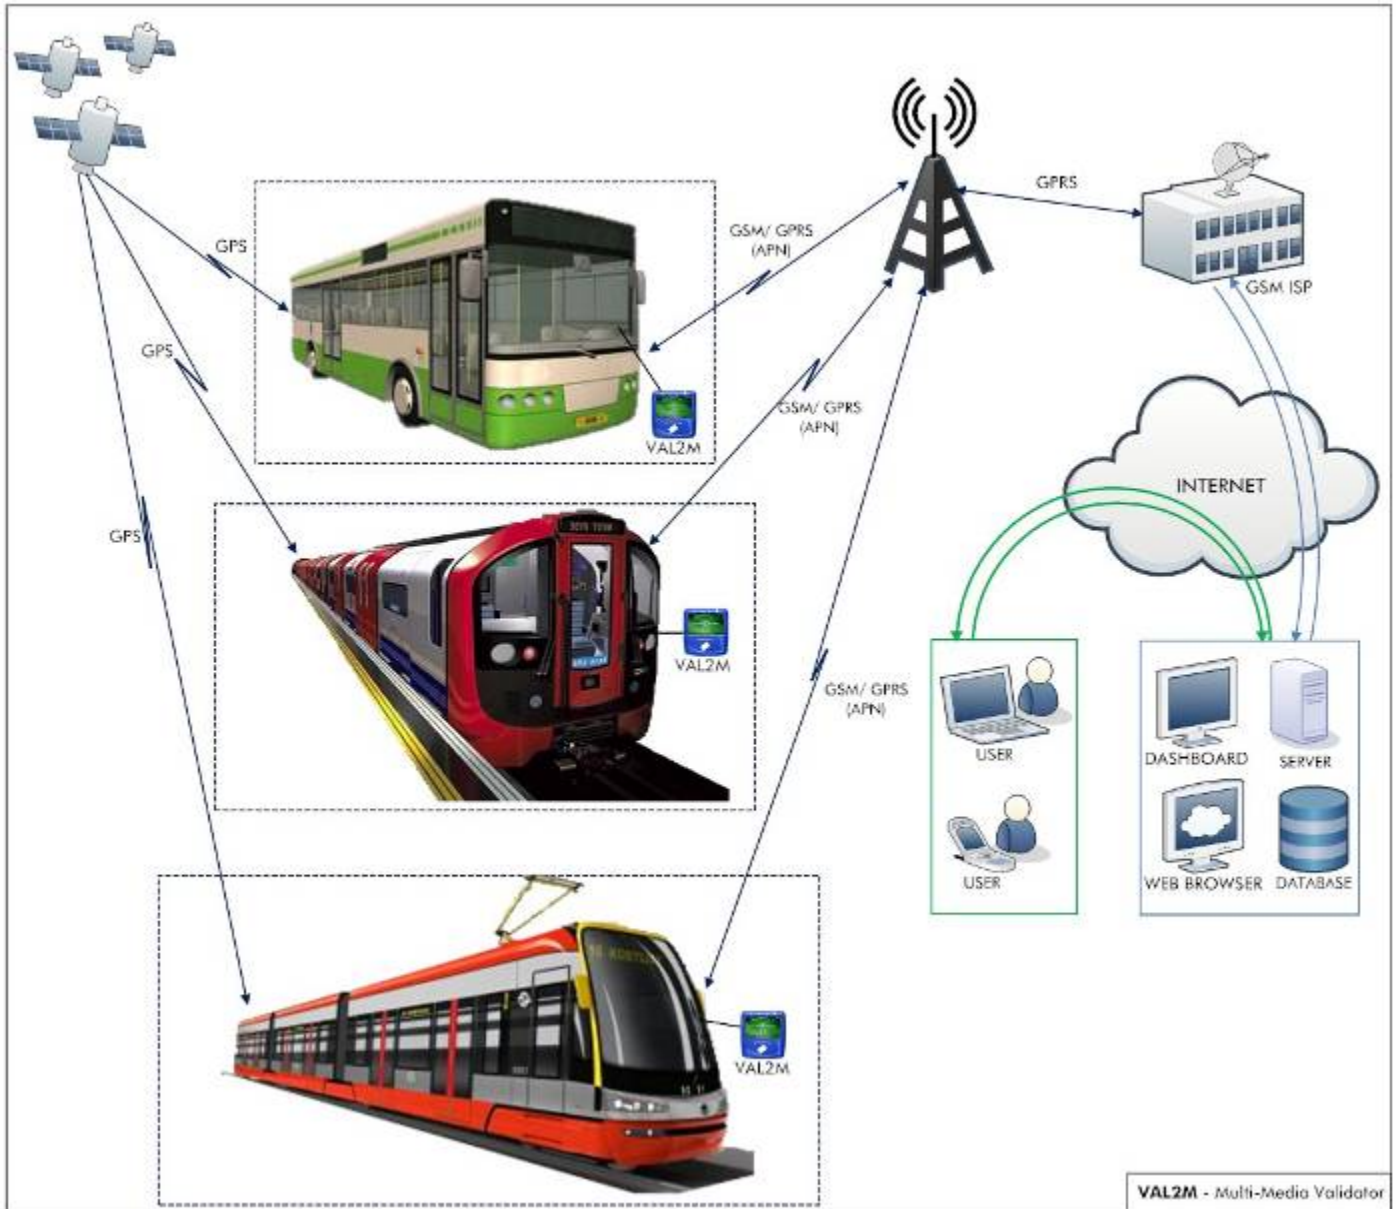 GPRS
GPS
GSM/ GPRS
(APN)
GSM ISP
VAL2M
GPS
GSM/ GPRS
(APN)
INTERNET
GPS
VAL2M
GSM/ GPRS
(APN)
USER
DASHBOARD
SERVER
USER
WEB BROWSER
DATABASE
VAL2M
VAL2M - Multi-Media Validator